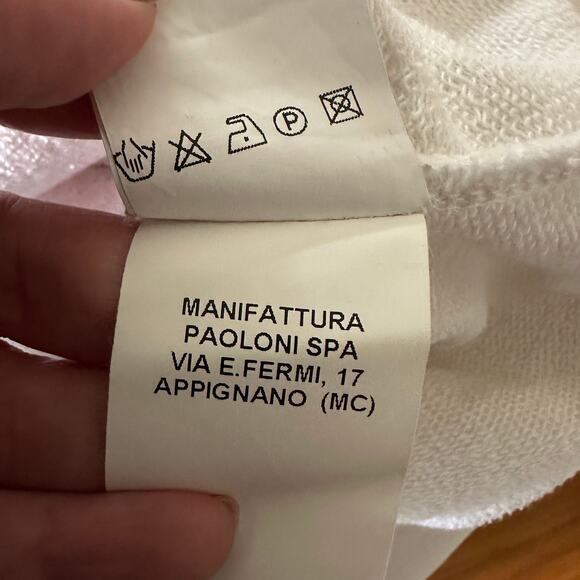 P
MANIFATTURA
PAOLONI SPA
VIA E.FERMI, 17
APPIGNANO (MC)